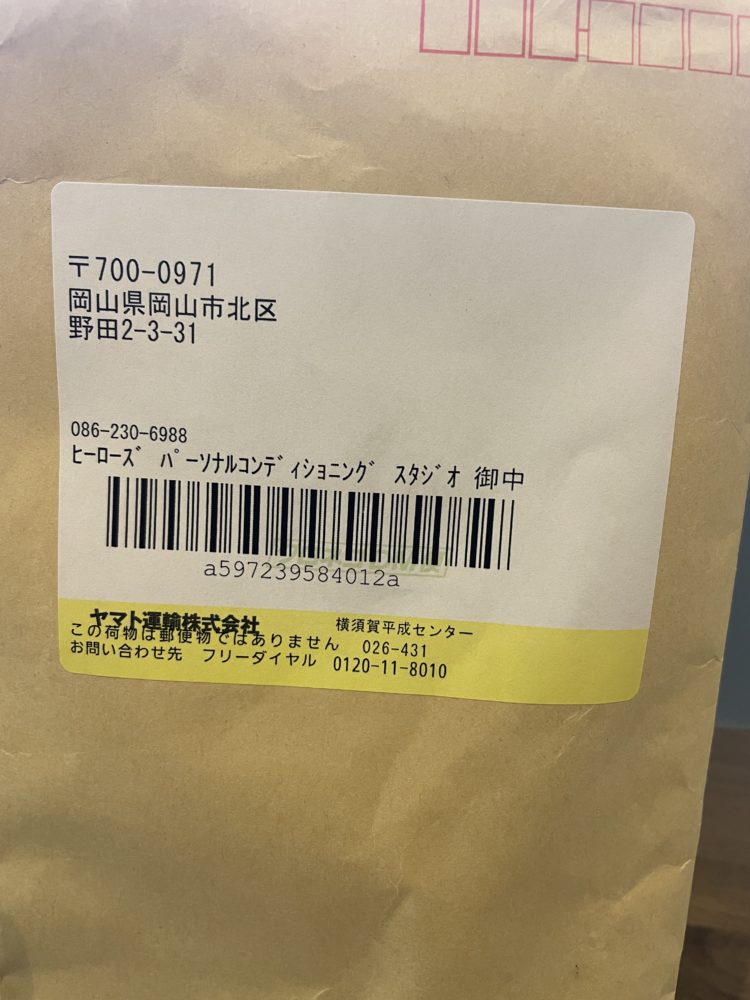 〒700-0971
岡山県岡山市北区
野田2-3-31
086-230-6988
ﾋｰﾛｰｽﾞ ﾊﾟｰｿﾅﾙｺﾝﾃﾞｨｼｮﾆﾝｸﾞ ｽﾀｼﾞｵ 御中
a597239584012a
ヤマト運輸株式会社 横須賀平成センター
この荷物は郵便物ではありません 026-431
お問い合わせ先 フリーダイヤル 0120-11-8010